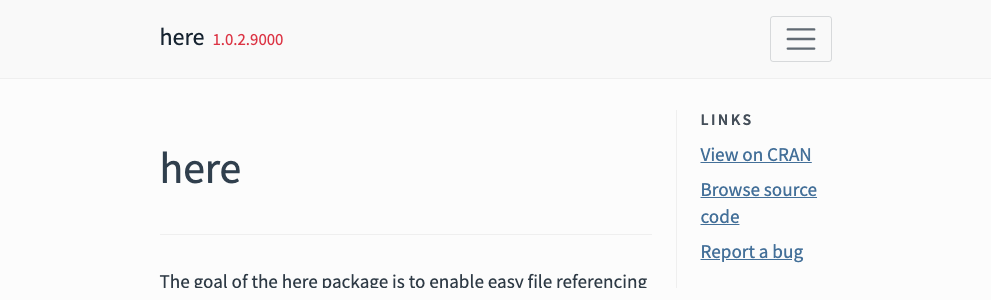 here 1.0.2.9000
here
The goal of the here package is to enable easy file referencing
LINKS
View on CRAN
Browse source
code
Report a bug